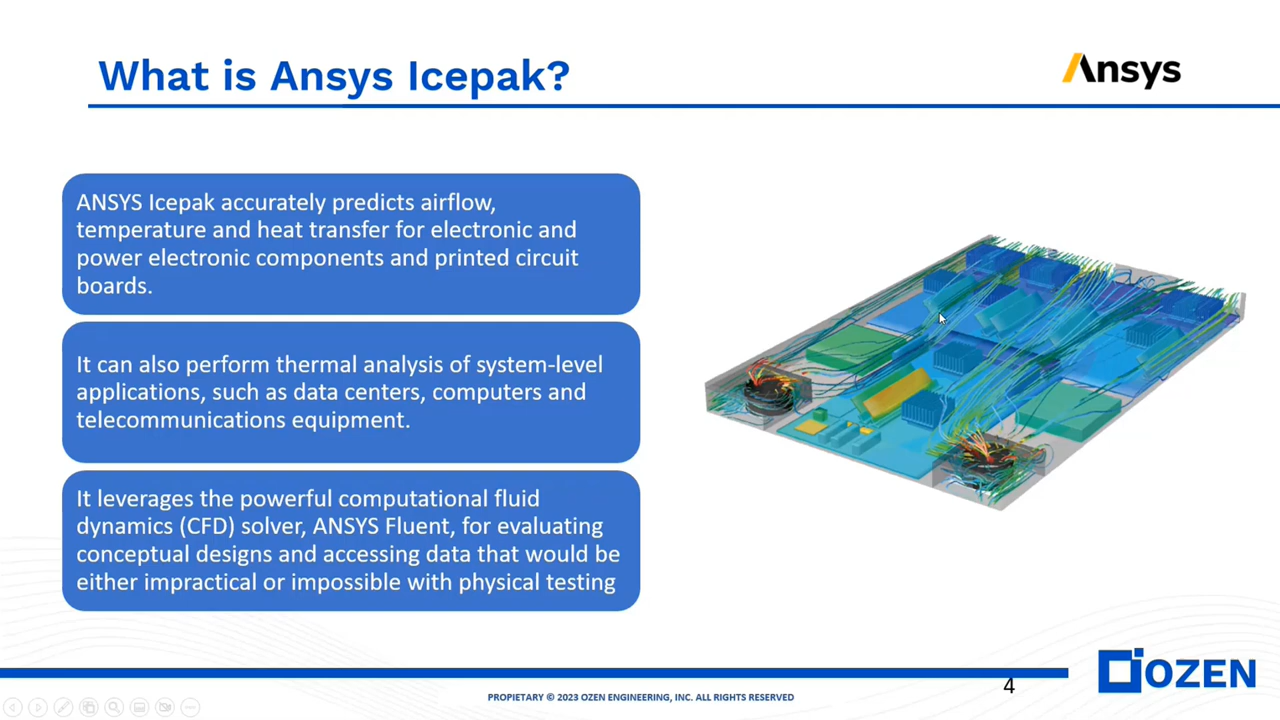 What is Ansys Icepak?
Ansys
ANSYS Icepak accurately predicts airflow,
temperature and heat transfer for electronic and
power electronic components and printed circuit
boards.
It can also perform thermal analysis of system-level
applications, such as data centers, computers and
telecommunications equipment.
It leverages the powerful computational fluid
dynamics (CFD) solver, ANSYS Fluent, for evaluating
conceptual designs and accessing data that would be
either impractical or impossible with physical testing
PROPIETARY © 2023 OZEN ENGINEERING, INC. ALL RIGHTS RESERVED
4
OZEN